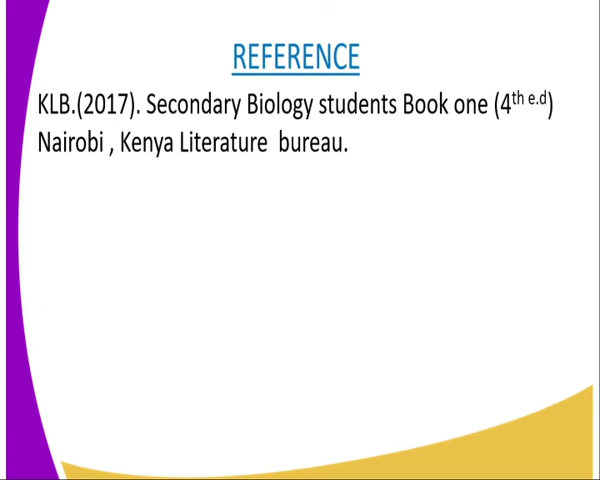 REFERENCE
KLB.(2017). Secondary Biology students Book one (4th e.d)
Nairobi , Kenya Literature  bureau.